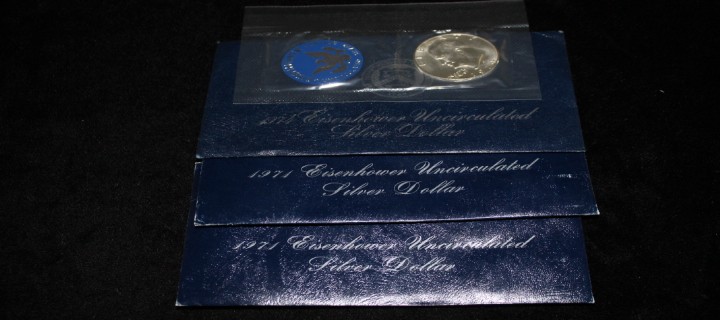 Eisenhower Uncirculated
Silver Dollar
1971 Eisenhower Uncirculated
Silver Dollar
1971 Eisenhower Uncirculated
Silver Dollar